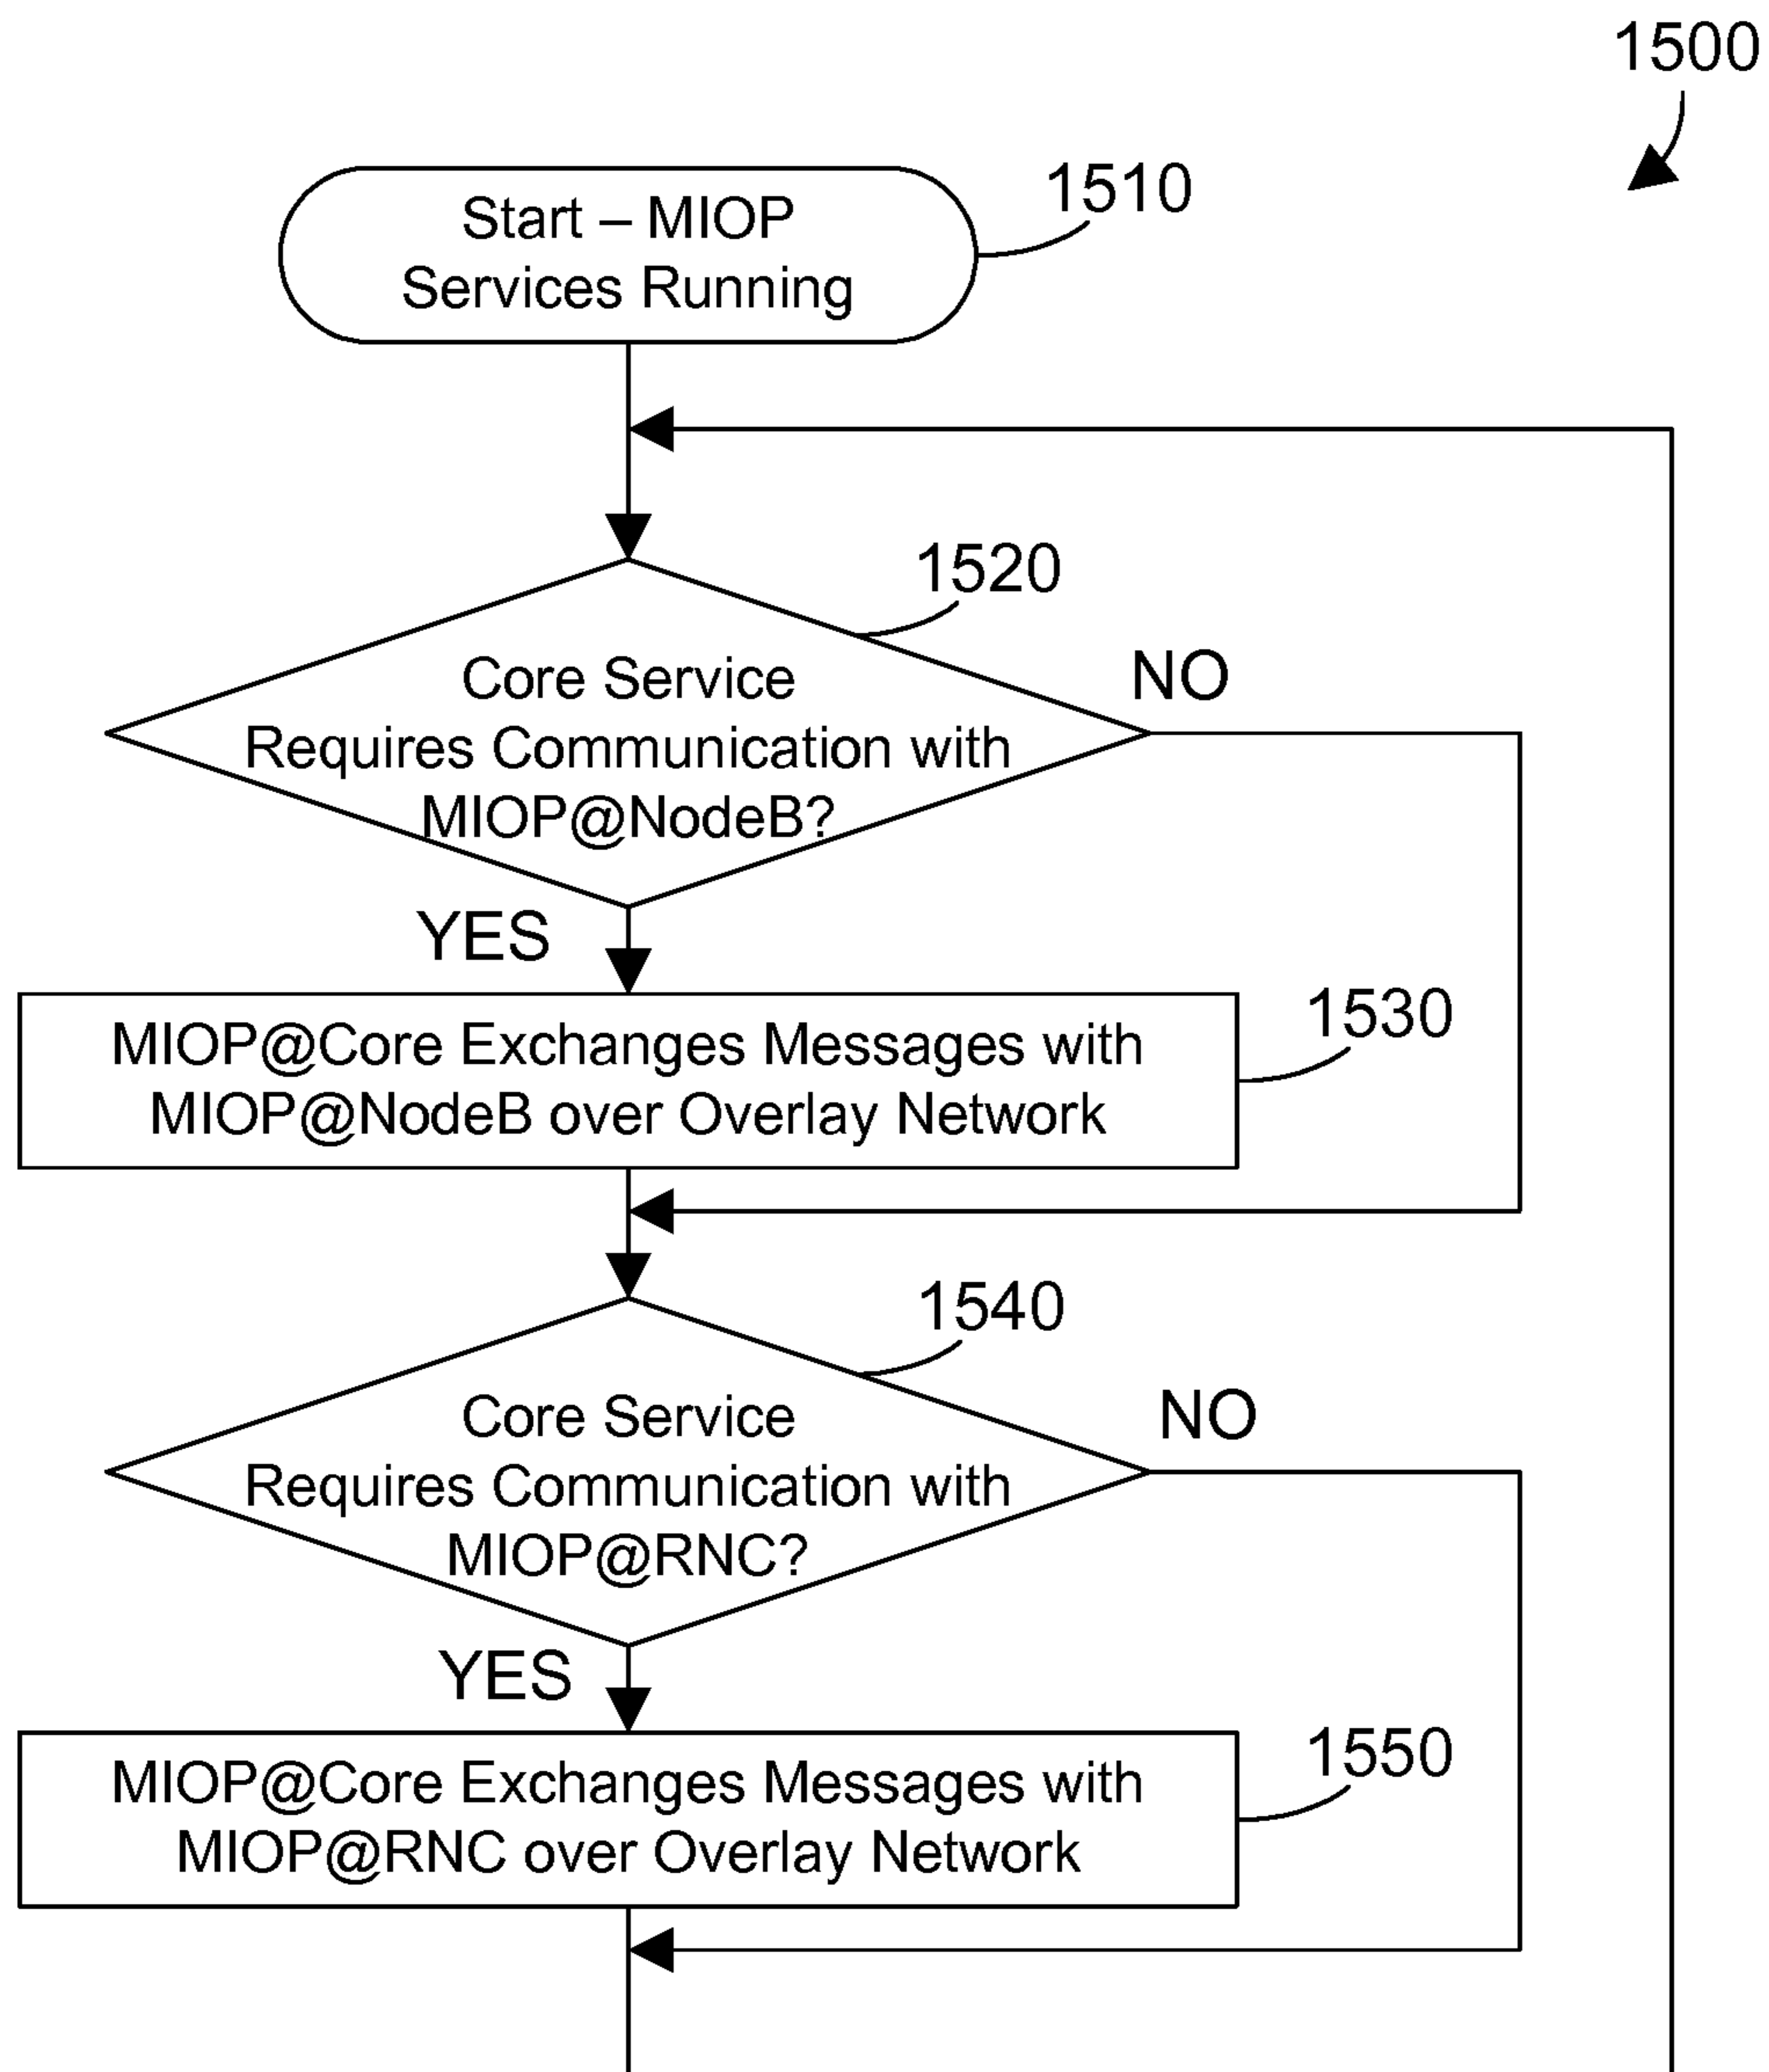 1500
Start – MIOP
Services Running
1510
1520
Core Service
Requires Communication with
MIOP@NodeB?
NO
YES
MIOP@Core Exchanges Messages with
MIOP@NodeB over Overlay Network
1530
1540
Core Service
Requires Communication with
MIOP@RNC?
NO
YES
MIOP@Core Exchanges Messages with
MIOP@RNC over Overlay Network
1550